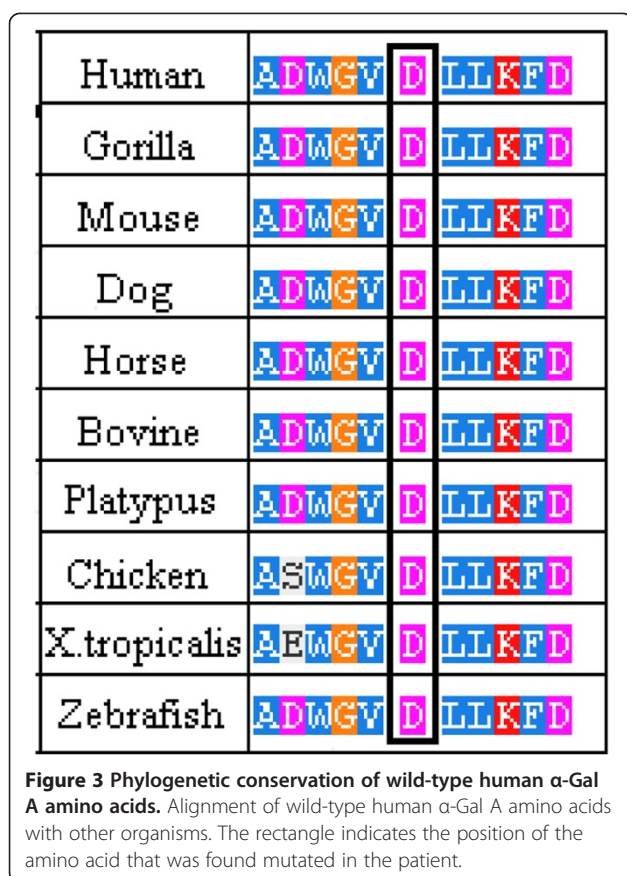 Human ADWGV D LLKFD
Gorilla ADWGV D LLKFD
Mouse ADWGV D LLKFD
Dog ADWGV D LLKFD
Horse ADWGV D LLKFD
Bovine ADWGV D LLKFD
Platypus ADWGV D LLKFD
Chicken ASWGV D LLKFD
X.tropicalis AEWGV D LLKFD
Zebrafish ADWGV D LLKFD
Figure 3 Phylogenetic conservation of wild-type human α-Gal
A amino acids. Alignment of wild-type human α-Gal A amino acids
with other organisms. The rectangle indicates the position of the
amino acid that was found mutated in the patient.